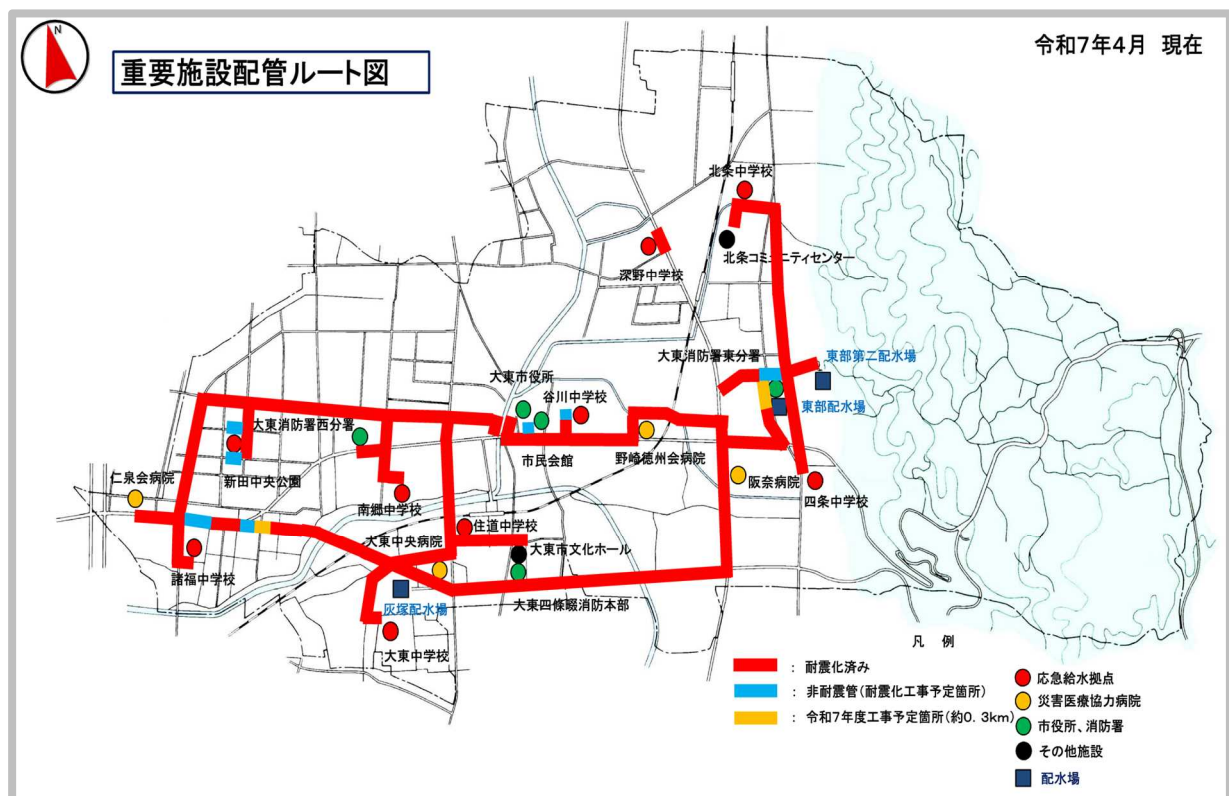 N
重要施設配管ルート図
令和7年4月 現在
北条中学校
北条コミュニティセンター
深野中学校
大東消防署東分署
東部第二配水場
大東市役所
谷川中学校
東部配水場
大東消防署西分署
市民会館
野崎徳州会病院
仁泉会病院
新田中央公園
阪奈病院
四条中学校
南郷中学校
住道中学校
大東中央病院
大東市文化ホール
諸福中学校
灰塚配水場
大東四條畷消防本部
大東中学校
凡 例
: 耐震化済み
: 非耐震管(耐震化工事予定箇所)
: 令和7年度工事予定箇所(約0.3km)
応急給水拠点
災害医療協力病院
市役所、消防署
その他施設
配水場